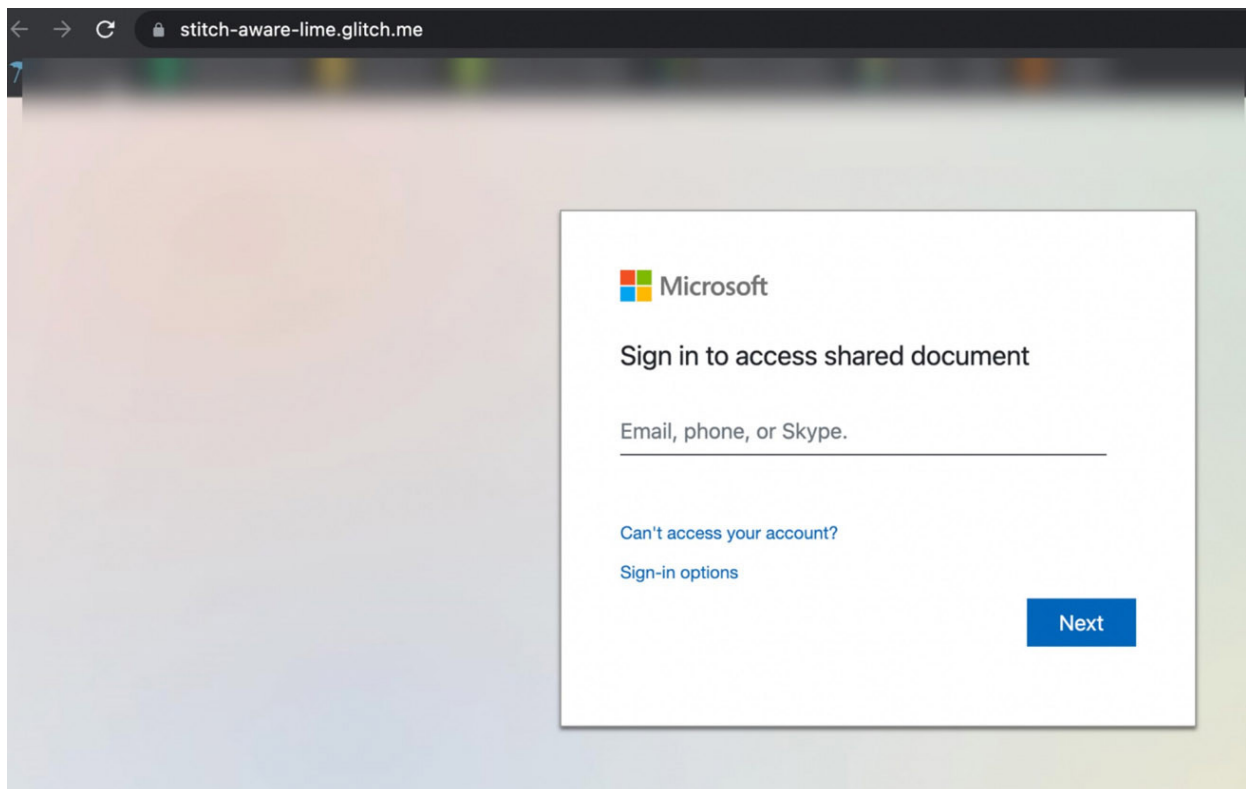 stitch-aware-lime.glitch.me
Microsoft
Sign in to access shared document
Email, phone, or Skype.
Can't access your account?
Sign-in options
Next